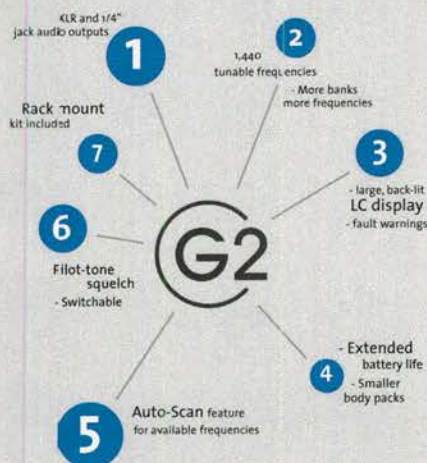 XLR and 1/4"
jack audio outputs
1
2
1,440
tunable frequencies
- More banks
more frequencies
3
- large, back-lit
LC display
- fault warnings
- Extended
battery life
4
- Smaller
body packs
5
Auto-Scan feature
for available frequencies
6
Pilot-tone
squelch
- Switchable
Rack mount
kit included
7
G2